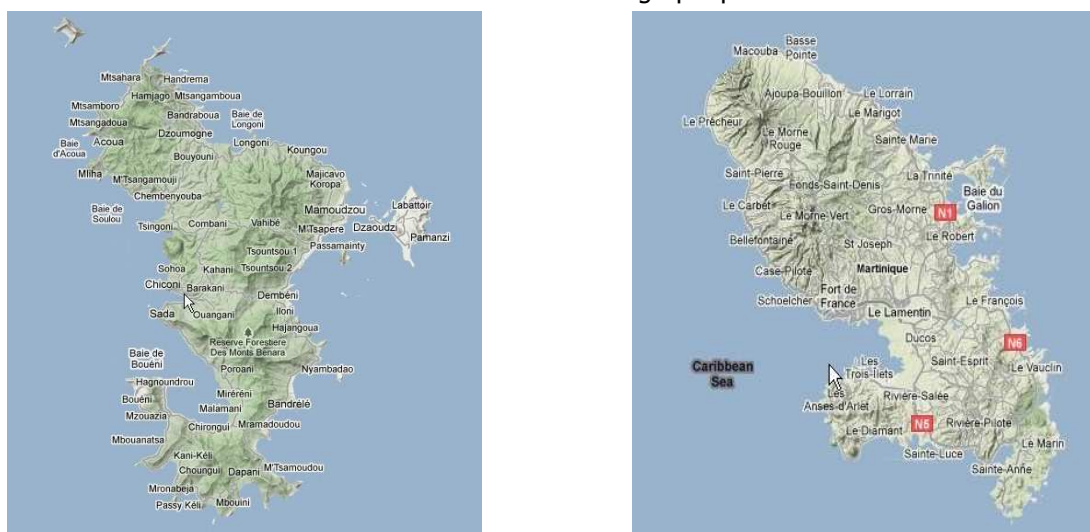 Mtsahara
Handrema
Hamjago
Mtsangamboua
Mtsamboro
Bandraboua
Mtsangadoua
Dzoumogne
Baie de
Longoni
Baie
d'Acoua
Acoua
Longoni
Koungou
Bouyouni
Mliha
M'Tsangamouji
Majicavo
Koropa
Chembenyouba
Labattoir
Baie de
Soulou
Mamoudzou
Tsingoni
Combani
Vahibé
M'Tsapere
Dzaoudzi
Pamanzi
Passamainty
Tsountsou 1
Sohoa
Kahani
Tsountsou 2
Chiconi
Barakani
Dembéni
Sada
Ouangani
Iloni
Hajangoua
Réserve Forestiere
Des Monts Bénara
Baie de
Bouéni
Poroani
Nyambadao
Hagnoundrou
Bouéni
Miréréni
Bandrélé
Mzouazia
Malamani
Chirongui
Mramadoudou
Mbouanatsa
Kani-Kéli
Choungui
Dapani
M'Tsamoudou
Mronabeja
Passy Kéli
Mbouini
Basse
Pointe
Macouba
Ajoupa-Bouillon
Le Lorrain
Le Marigot
Le Prêcheur
Le Morne
Rouge
Sainte Marie
Saint-Pierre
Fonds-Saint-Denis
La Trinité
Baie du
Galion
Le Carbet
Le Morne-Vert
Gros-Morne
N1
Bellefontaine
St Joseph
Le Robert
Case-Pilote
Martinique
Schoelcher
Fort de
France
Le François
Le Lamentin
Ducos
N6
Caribbean
Sea
Les
Trois-Ilets
Saint-Esprit
Le Vauclin
Les
Anses-d'Arlet
Rivière-Salée
Le Diamant
N5
Rivière-Pilote
Sainte-Luce
Le Marin
Sainte-Anne